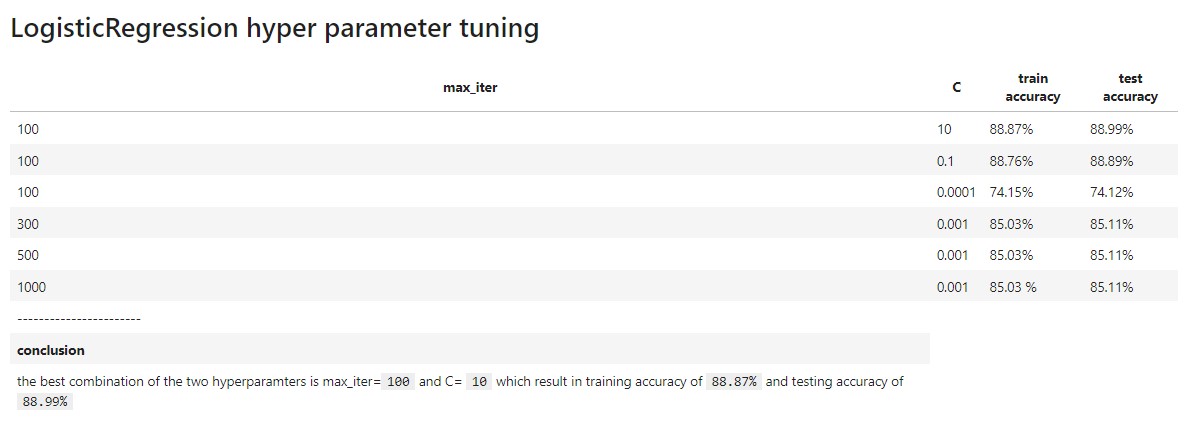 LogisticRegression hyper parameter tuning
max_iter C train accuracy test accuracy
100 10 88.87% 88.99%
100 0.1 88.76% 88.89%
100 0.0001 74.15% 74.12%
300 0.001 85.03% 85.11%
500 0.001 85.03% 85.11%
1000 0.001 85.03 % 85.11%
-----------------------
conclusion
the best combination of the two hyperparamters is max_iter= 100 and C= 10 which result in training accuracy of 88.87% and testing accuracy of
88.99%